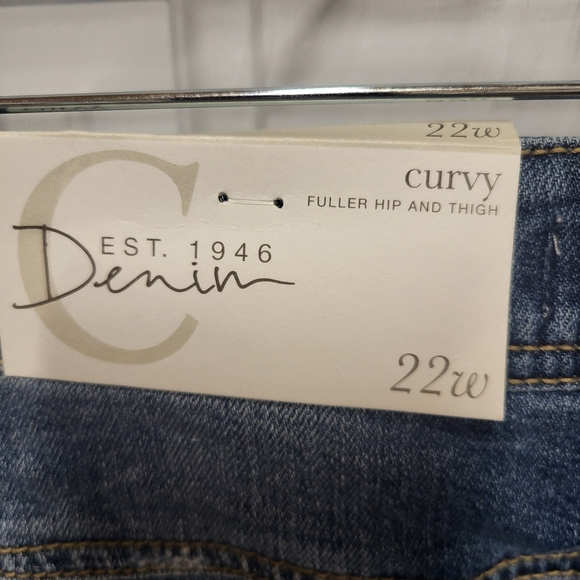 22w
curvy
FULLER HIP AND THIGH
C
EST. 1946
Denim
22w